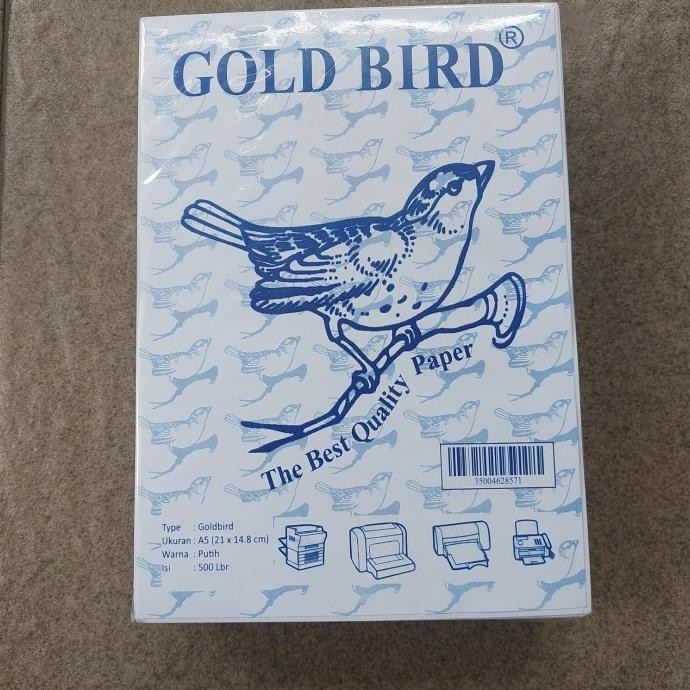 GOLD BIRD®
The Best Quality Paper
35004628571
Type : Goldbird
Ukuran : A5 (21 x 14.8 cm)
Warna : Putih
Isi : 500 Lbr